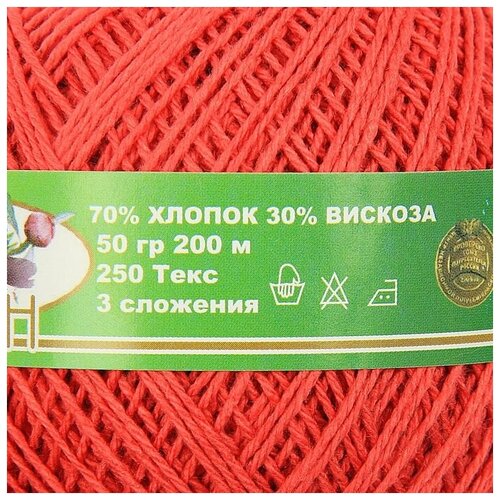 70% ХЛОПОК 30% ВИСКОЗА
50 гр 200 м
250 Текс
3 сложения